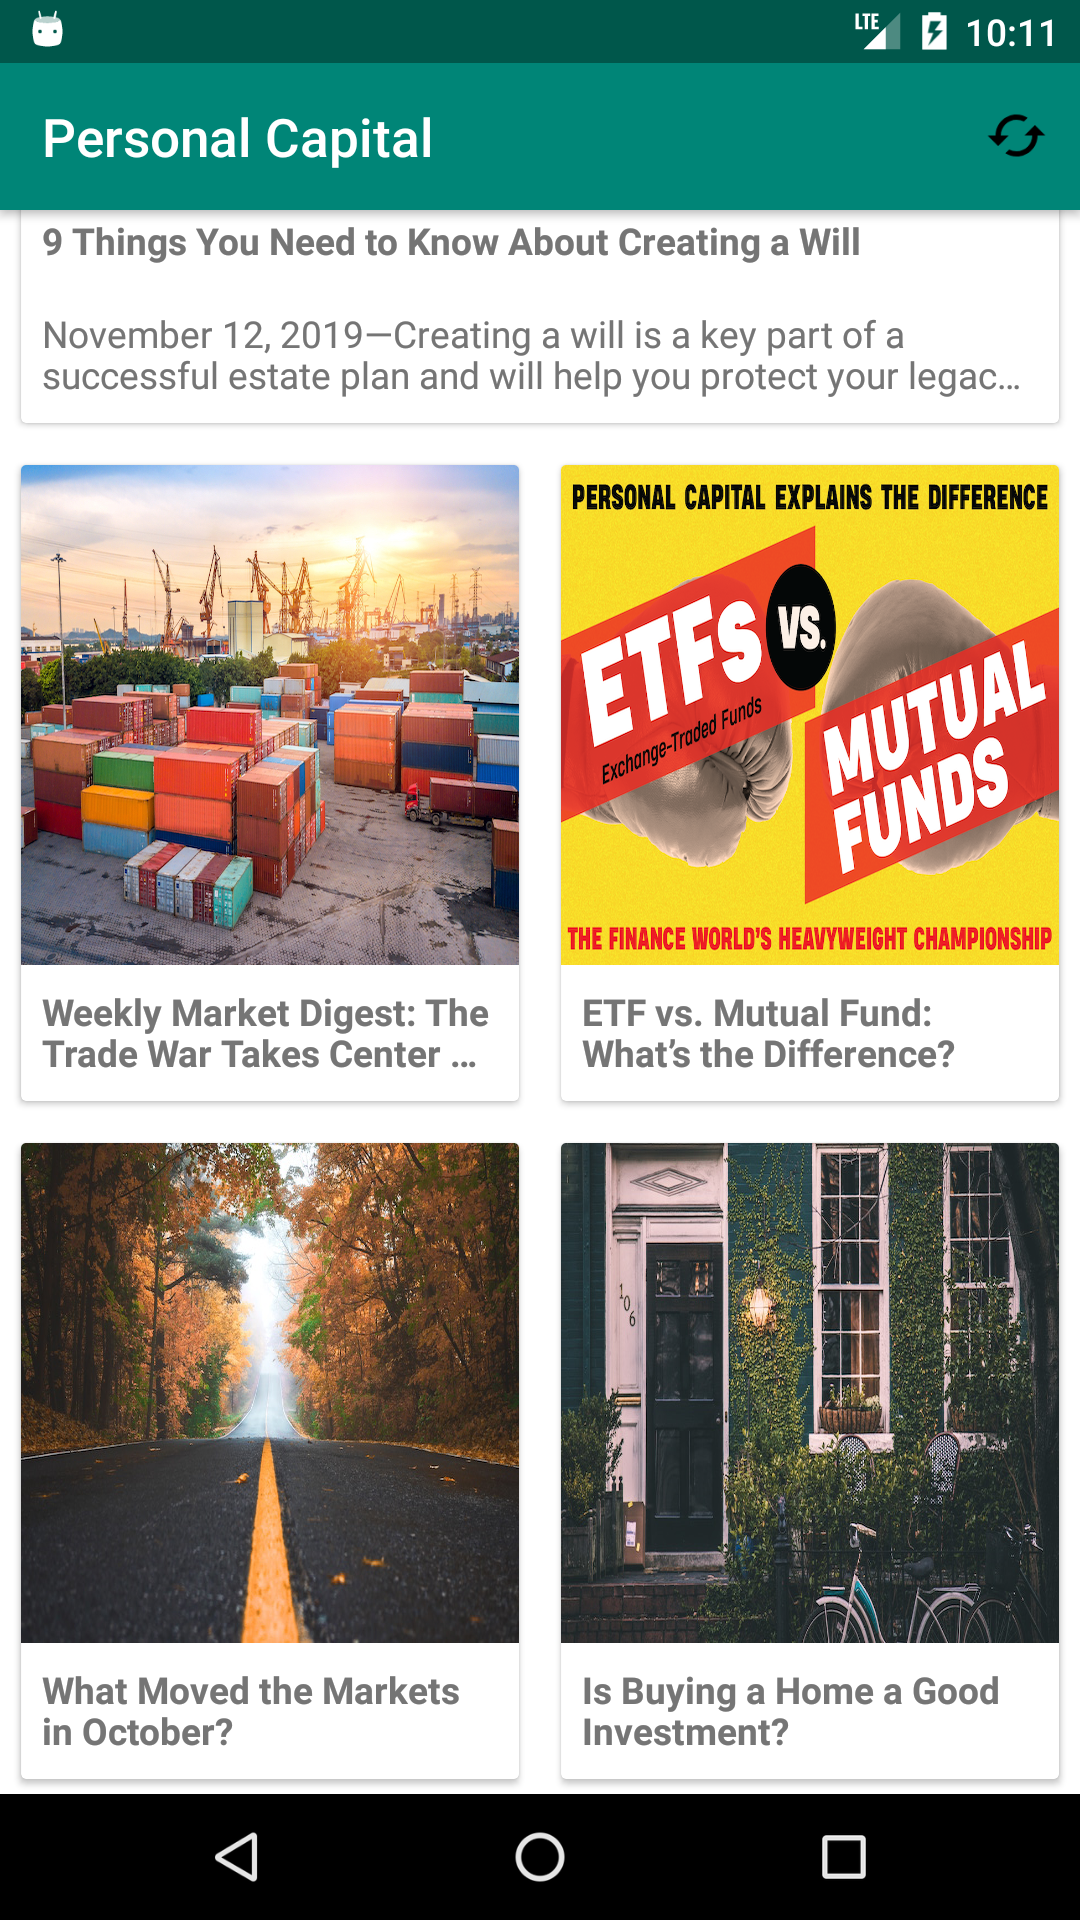 LTE
10:11
Personal Capital
9 Things You Need to Know About Creating a Will
November 12, 2019—Creating a will is a key part of a
successful estate plan and will help you protect your legac…
PERSONAL CAPITAL EXPLAINS THE DIFFERENCE
ETFs
VS.
Exchange-Traded Funds
MUTUAL
FUNDS
THE FINANCE WORLD'S HEAVYWEIGHT CHAMPIONSHIP
Weekly Market Digest: The
Trade War Takes Center ...
ETF vs. Mutual Fund:
What’s the Difference?
106
What Moved the Markets
in October?
Is Buying a Home a Good
Investment?